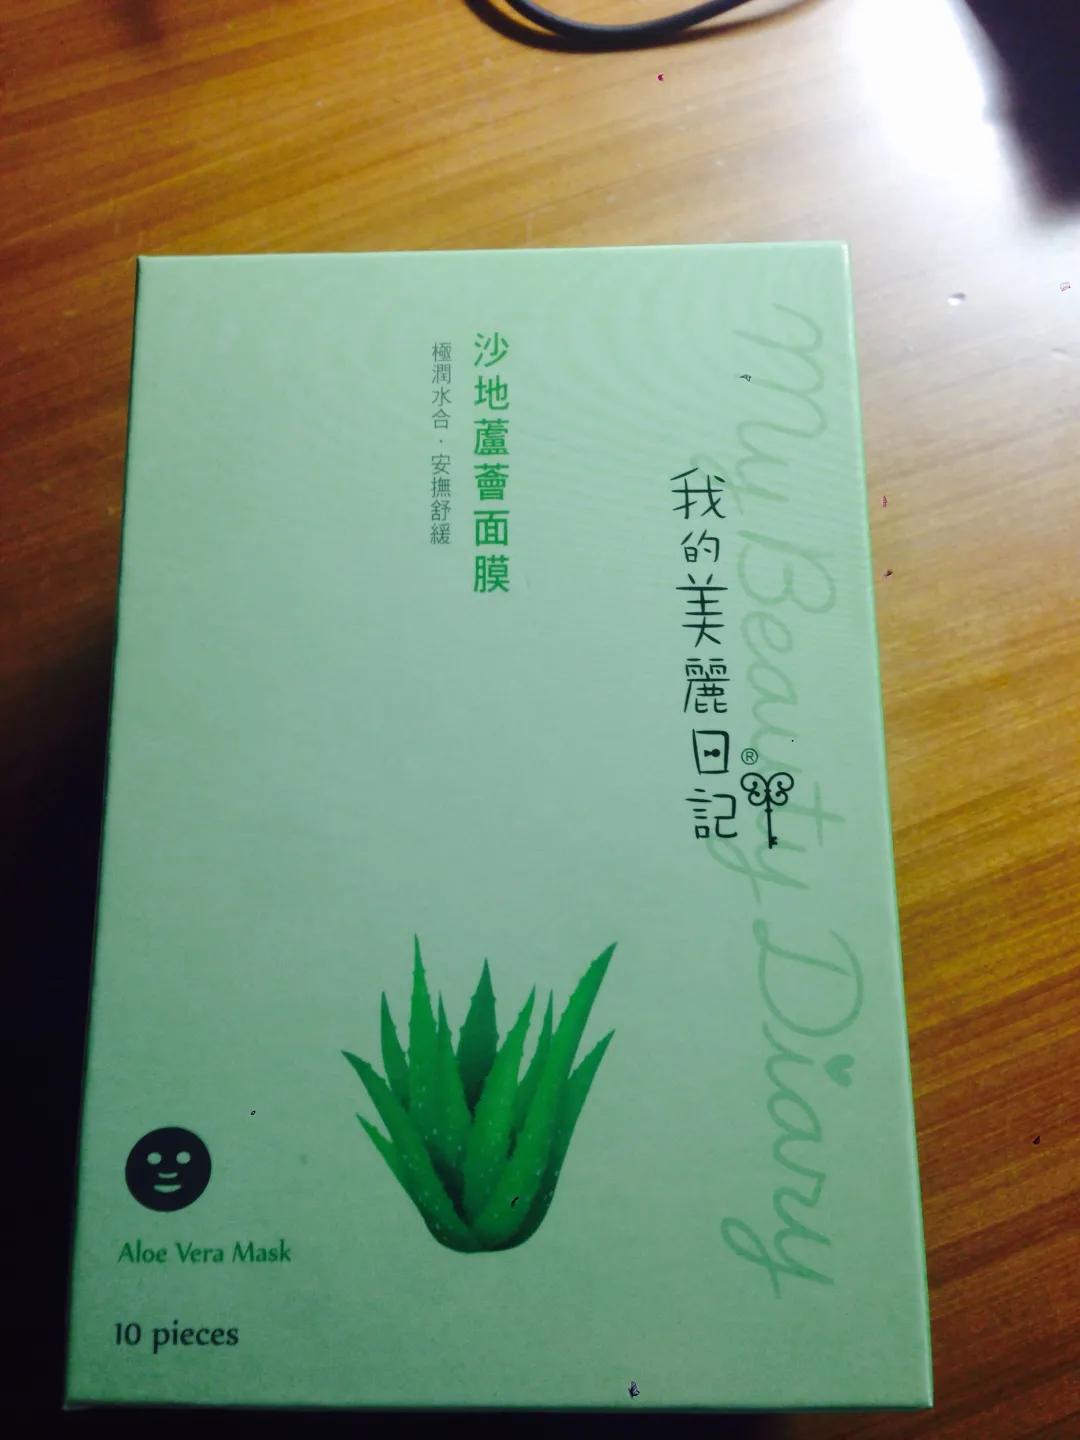 My Beauty Diary
我的美麗日記®
沙地蘆薈面膜
極潤水合·安撫舒緩
Aloe Vera Mask
10 pieces